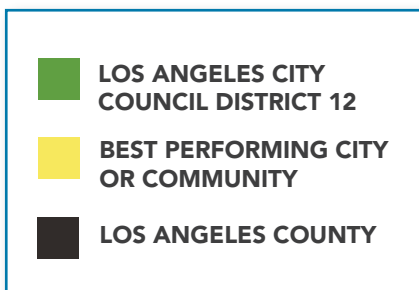 LOS ANGELES CITY
COUNCIL DISTRICT 12
BEST PERFORMING CITY
OR COMMUNITY
LOS ANGELES COUNTY